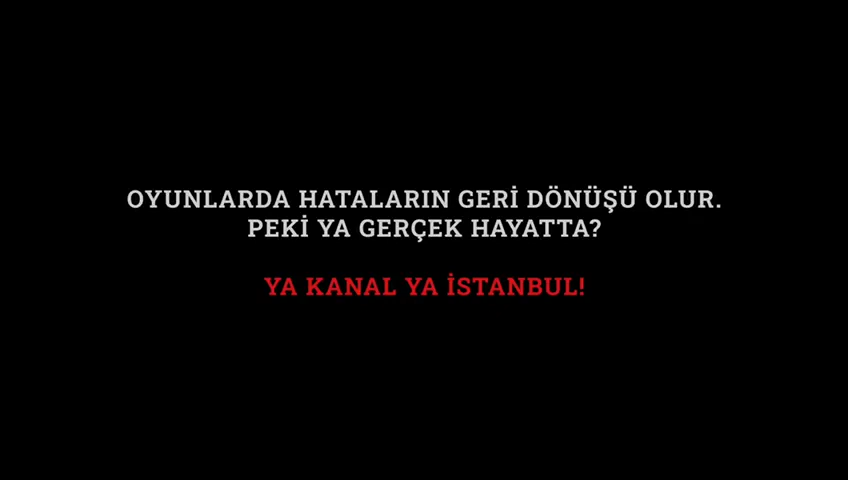 OYUNLARDA HATALARIN GERİ DÖNÜŞÜ OLUR.
PEKİ YA GERÇEK HAYATTA?
YA KANAL YA İSTANBUL!